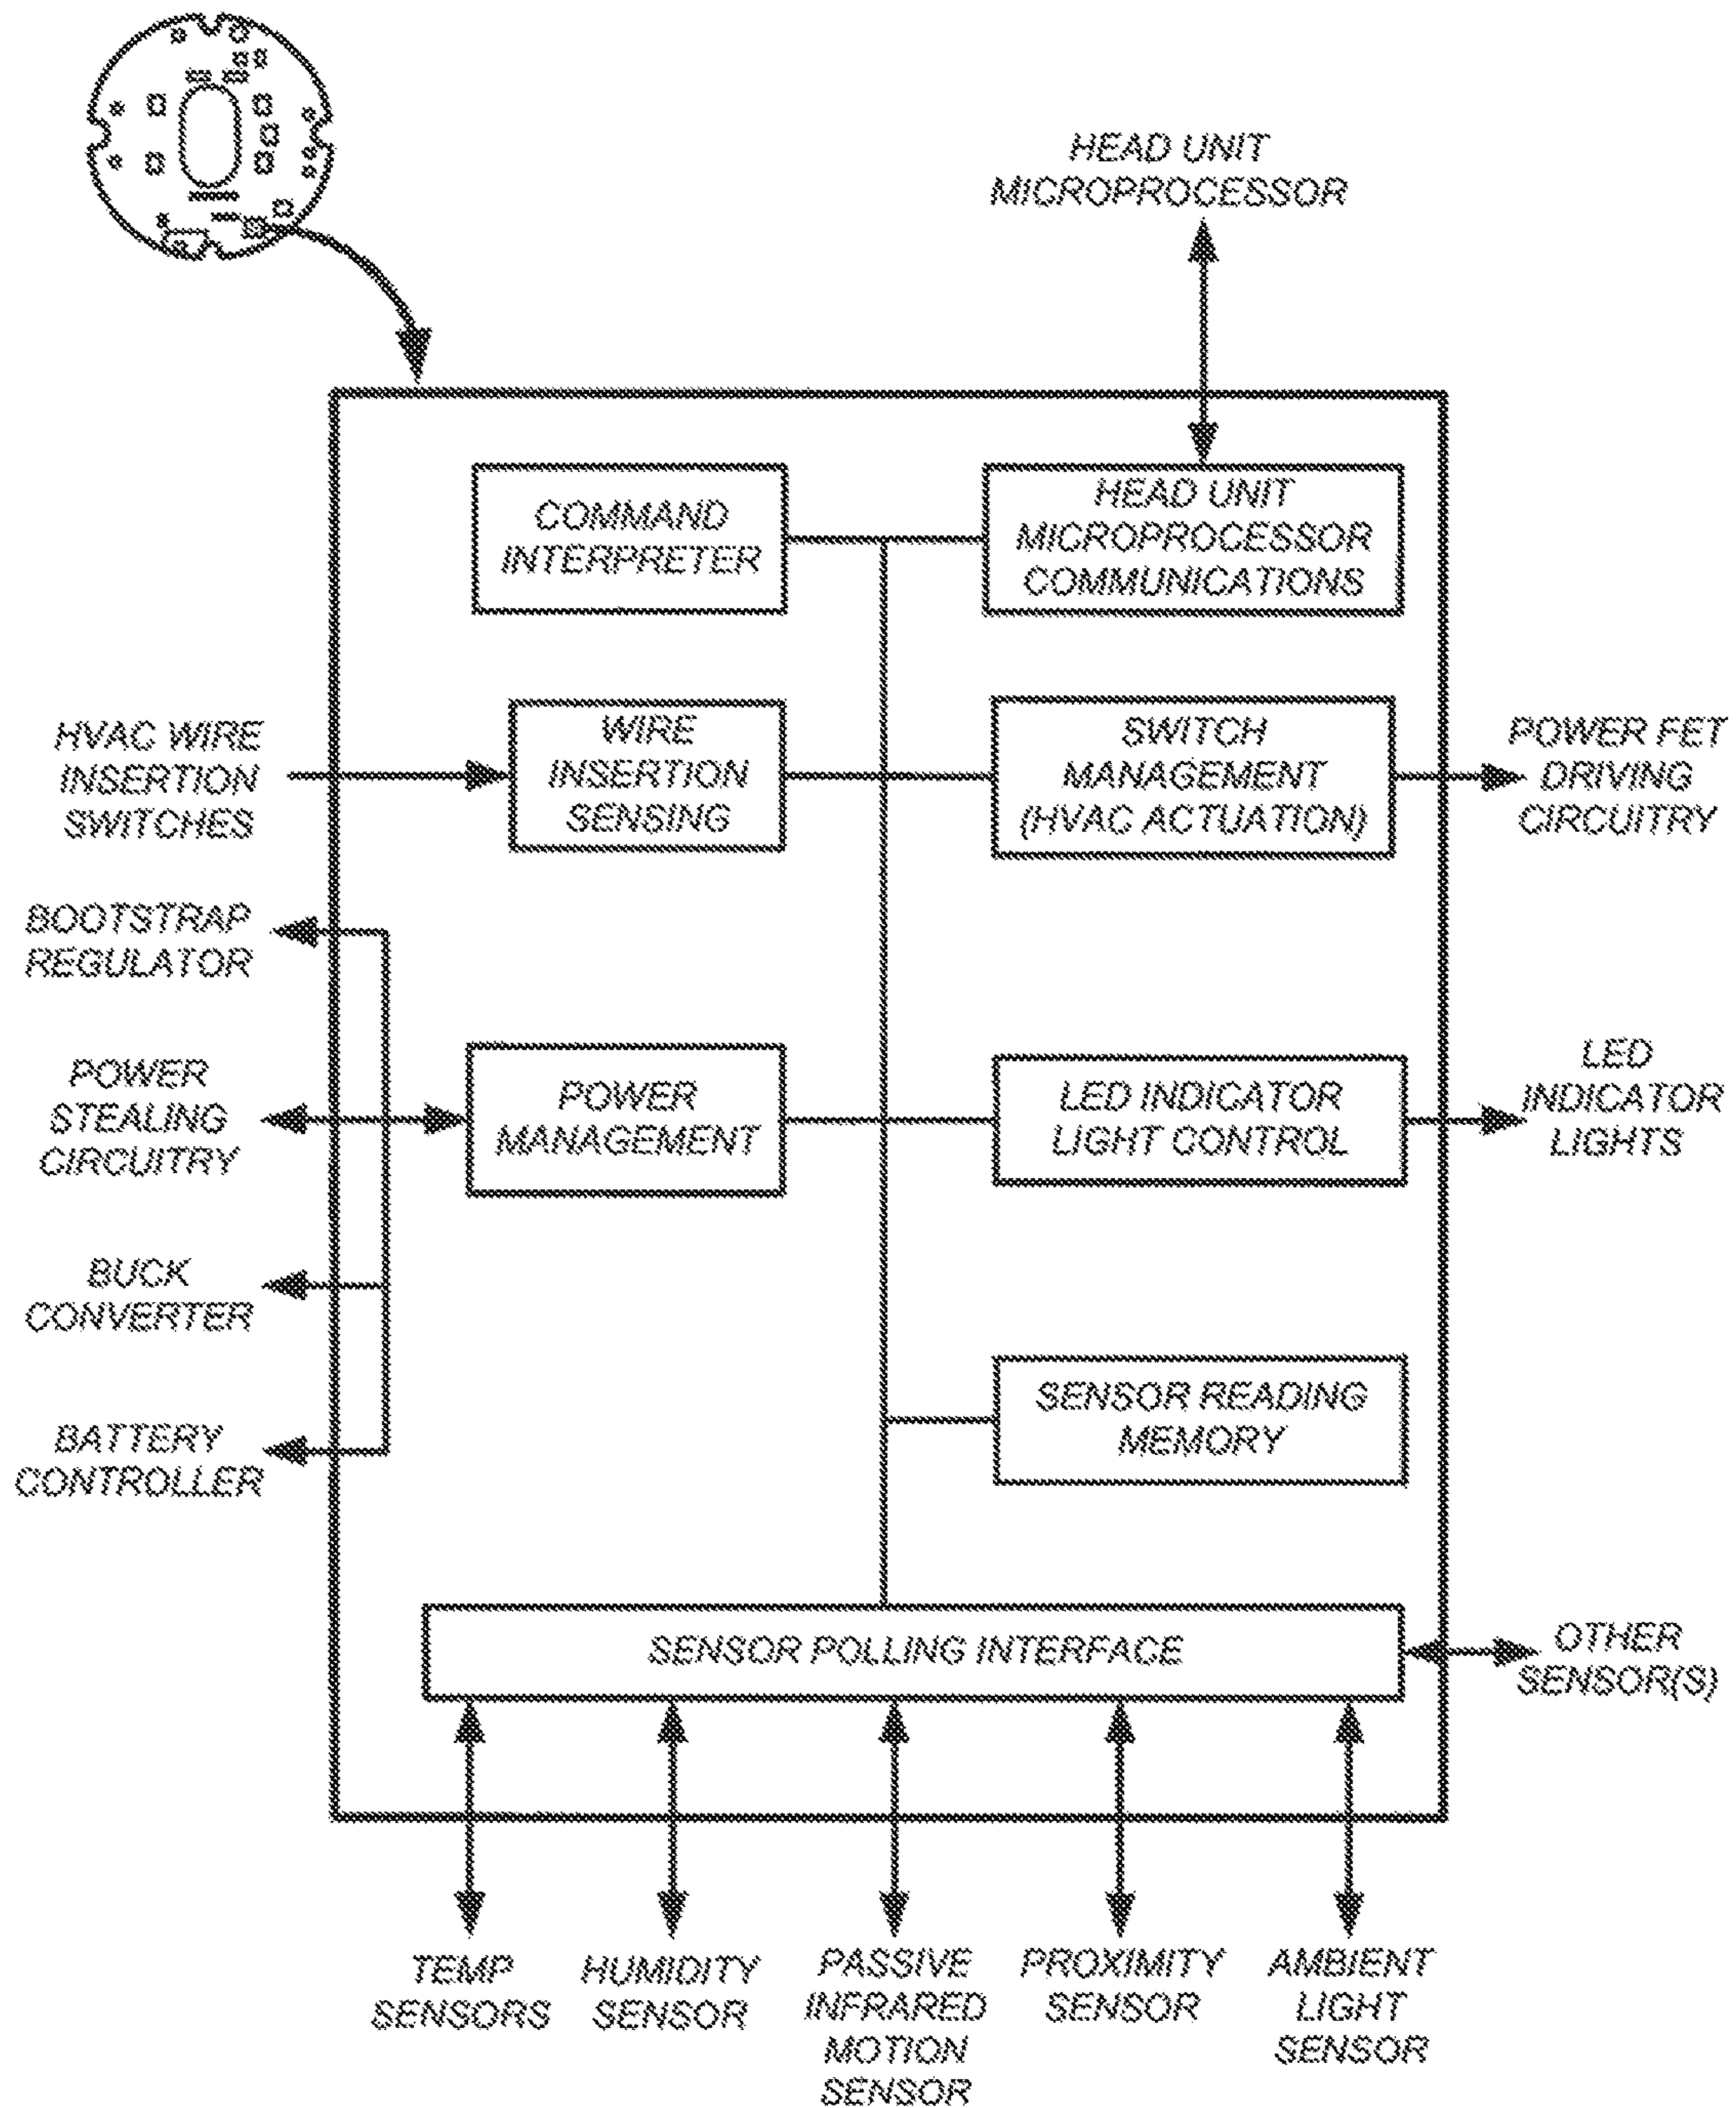 HEAD UNIT
MICROPROCESSOR
COMMAND
INTERPRETER
HEAD UNIT
MICROPROCESSOR
COMMUNICATIONS
HVAC WIRE
INSERTION
SWITCHES
WIRE
INSERTION
SENSING
SWITCH
MANAGEMENT
(HVAC ACTUATION)
POWER FET
DRIVING
CIRCUITRY
BOOTSTRAP
REGULATOR
POWER
STEALING
CIRCUITRY
POWER
MANAGEMENT
LED INDICATOR
LIGHT CONTROL
LED
INDICATOR
LIGHTS
BUCK
CONVERTER
BATTERY
CONTROLLER
SENSOR READING
MEMORY
SENSOR POLLING INTERFACE
OTHER
SENSOR(S)
TEMP
SENSORS
HUMIDITY
SENSOR
PASSIVE
INFRARED
MOTION
SENSOR
PROXIMITY
SENSOR
AMBIENT
LIGHT
SENSOR